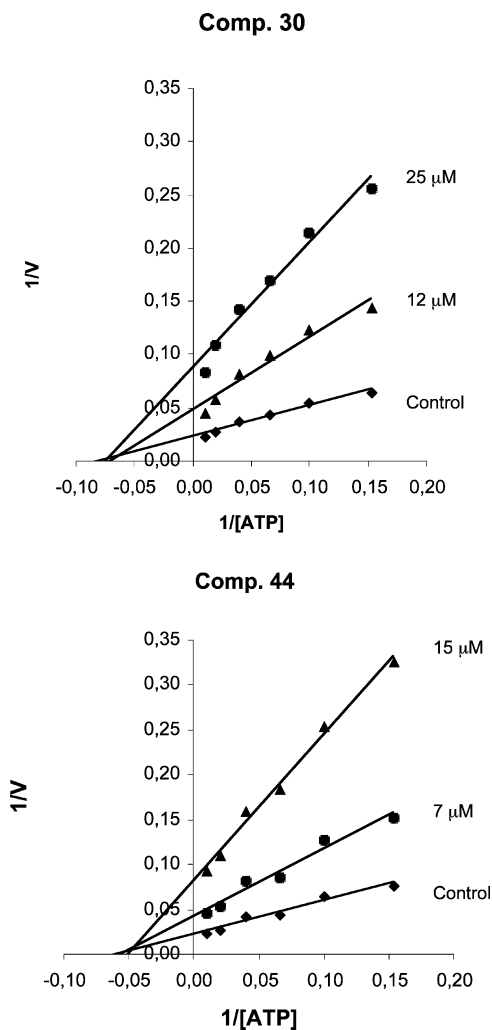 Comp. 30
0,35
0,30
25 μM
0,25
1/V
0,20
12 μM
0,15
0,10
Control
0,05
0,00
-0,10 -0,05 0,00 0,05 0,10 0,15 0,20
1/[ATP]
Comp. 44
0,35
15 μM
0,30
0,25
0,20
1/V
7 μM
0,15
0,10
Control
0,05
0,00
-0,10 -0,05 0,00 0,05 0,10 0,15 0,20
1/[ATP]